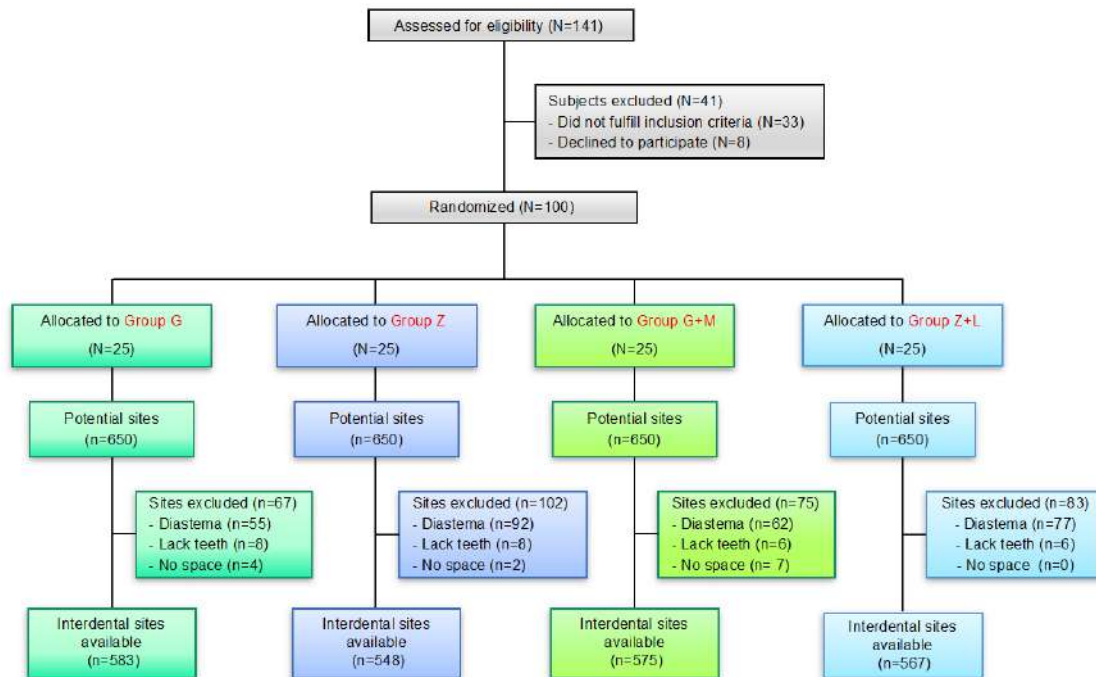 Assessed for eligibility (N=141)
Subjects excluded (N=41)
- Did not fulfill inclusion criteria (N=33)
- Declined to participate (N=8)
Randomized (N=100)
Allocated to Group G
(N=25)
Allocated to Group Z
(N=25)
Allocated to Group G+M
(N=25)
Allocated to Group Z+L
(N=25)
Potential sites
(n=650)
Potential sites
(n=650)
Potential sites
(n=650)
Potential sites
(n=650)
Sites excluded (n=67)
- Diastema (n=55)
- Lack teeth (n=8)
- No space (n=4)
Sites excluded (n=102)
- Diastema (n=92)
- Lack teeth (n=8)
- No space (n=2)
Sites excluded (n=75)
- Diastema (n=62)
- Lack teeth (n=6)
- No space (n= 7)
Sites excluded (n=83)
- Diastema (n=77)
- Lack teeth (n=6)
- No space (n=0)
Interdental sites
available
(n=583)
Interdental sites
available
(n=548)
Interdental sites
available
(n=575)
Interdental sites
available
(n=567)